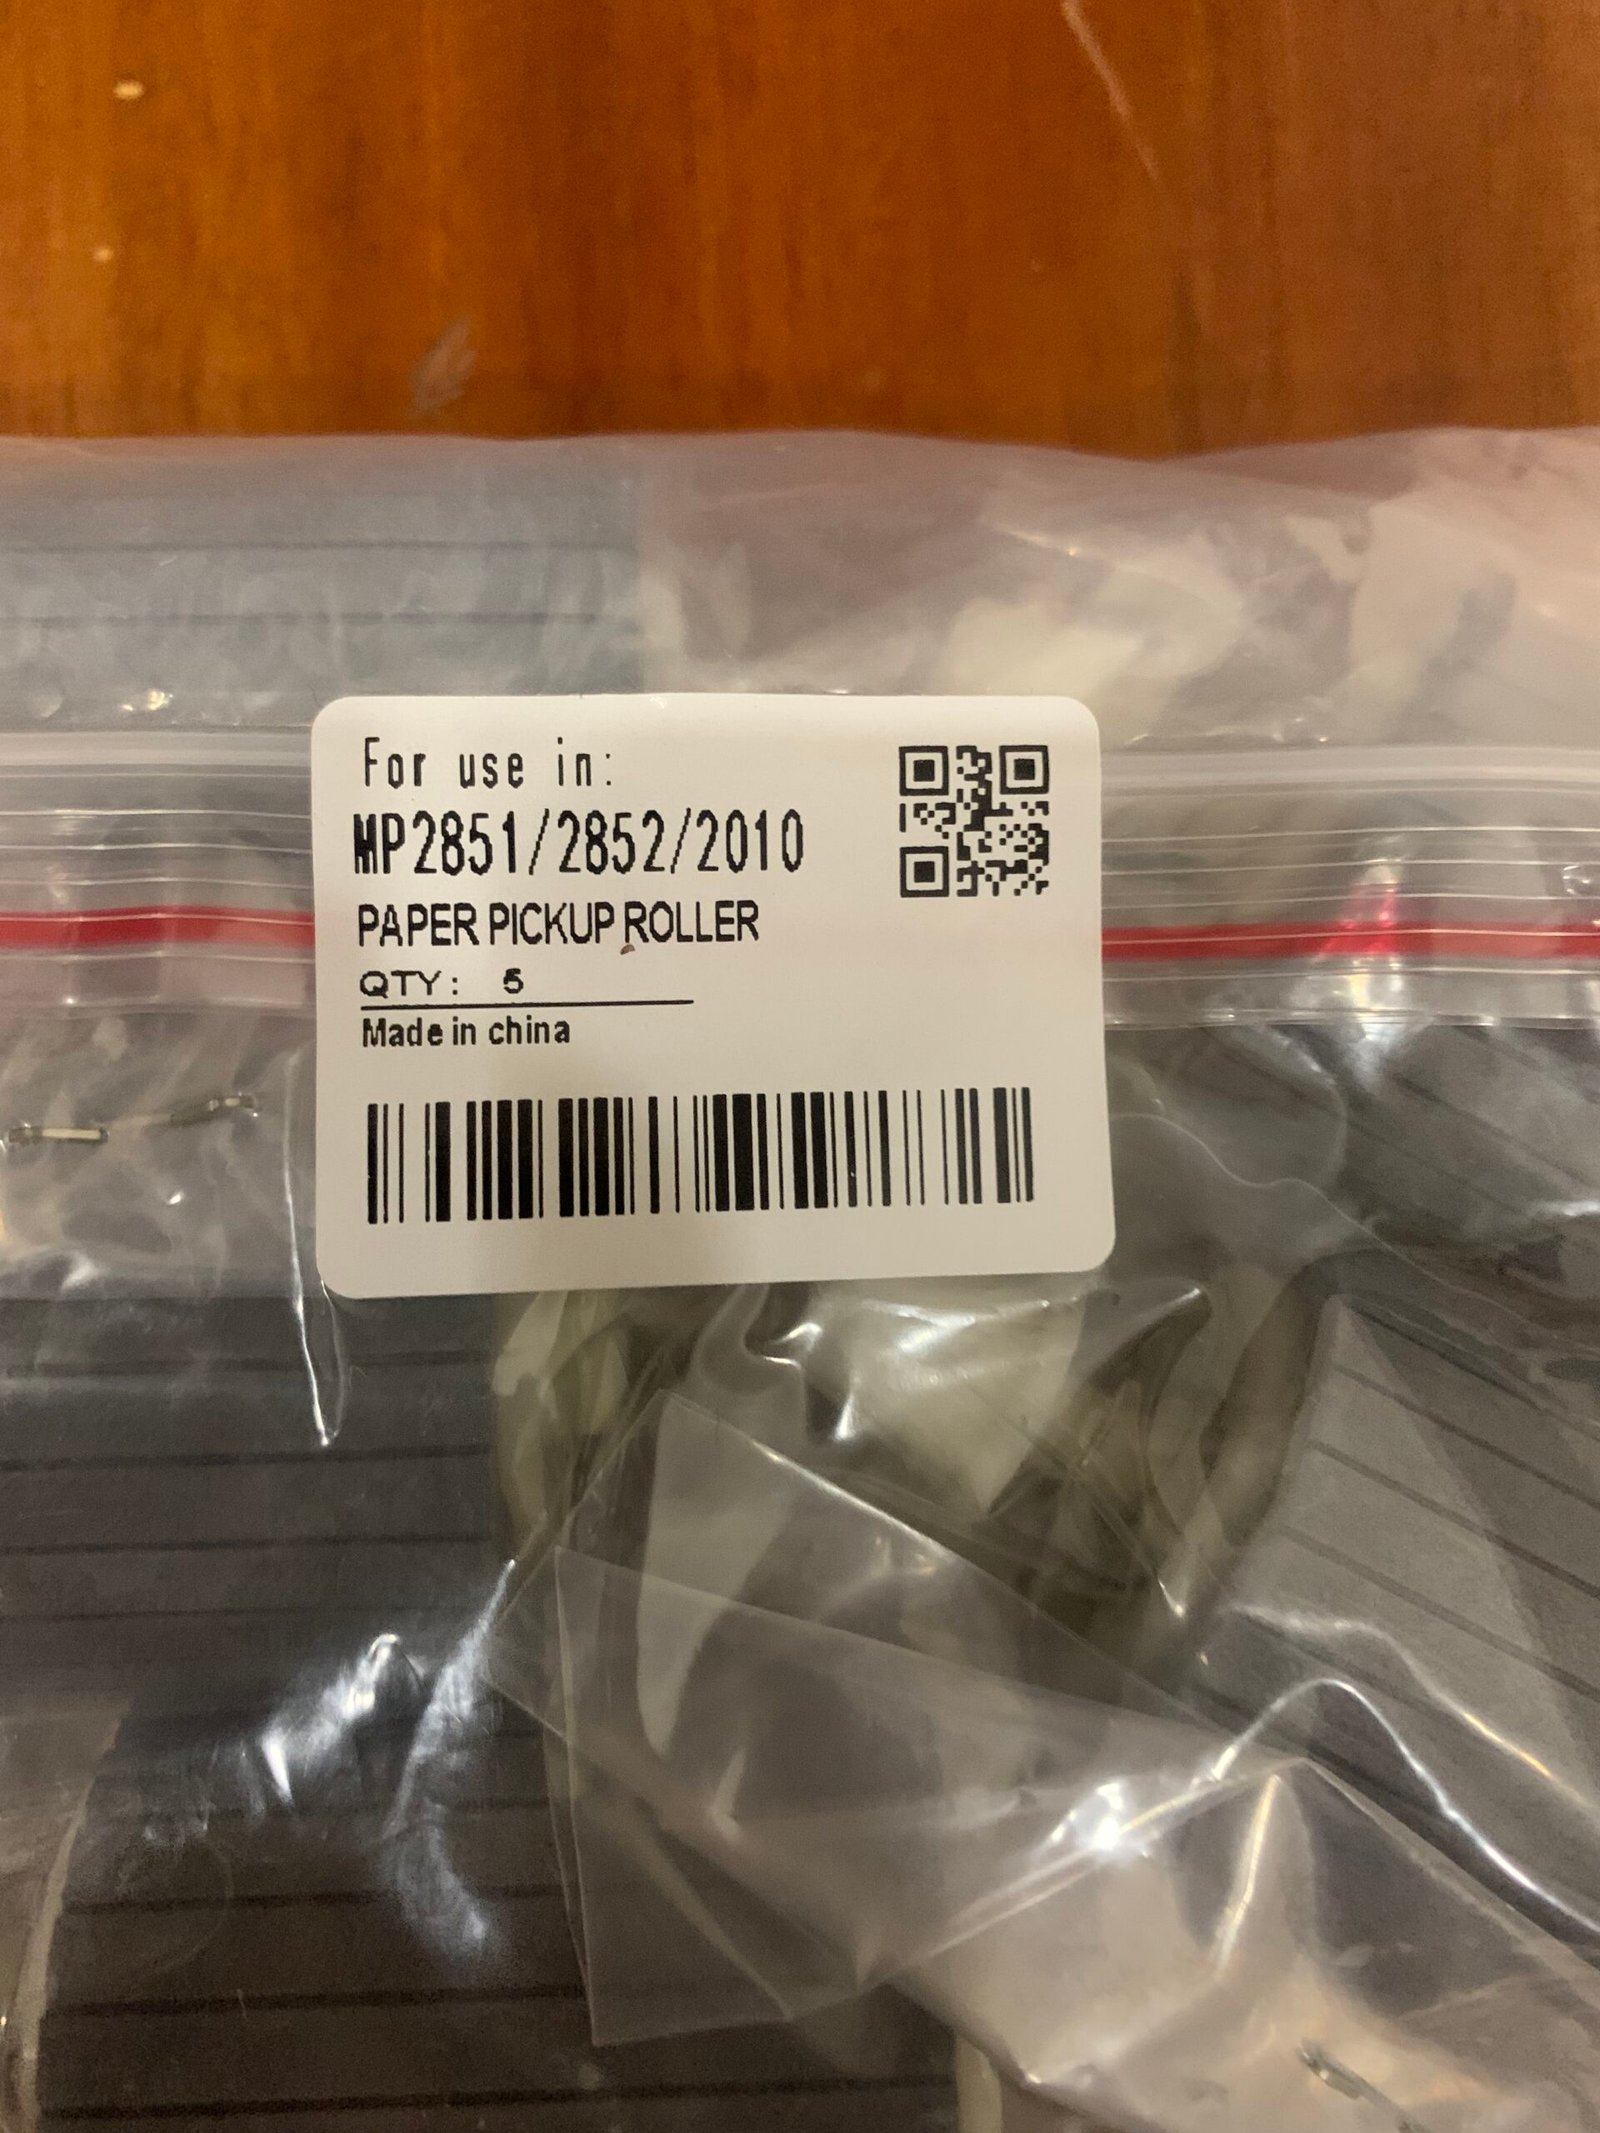 For use in:
MP2851/2852/2010
PAPER PICKUP ROLLER
QTY: 5
Made in china